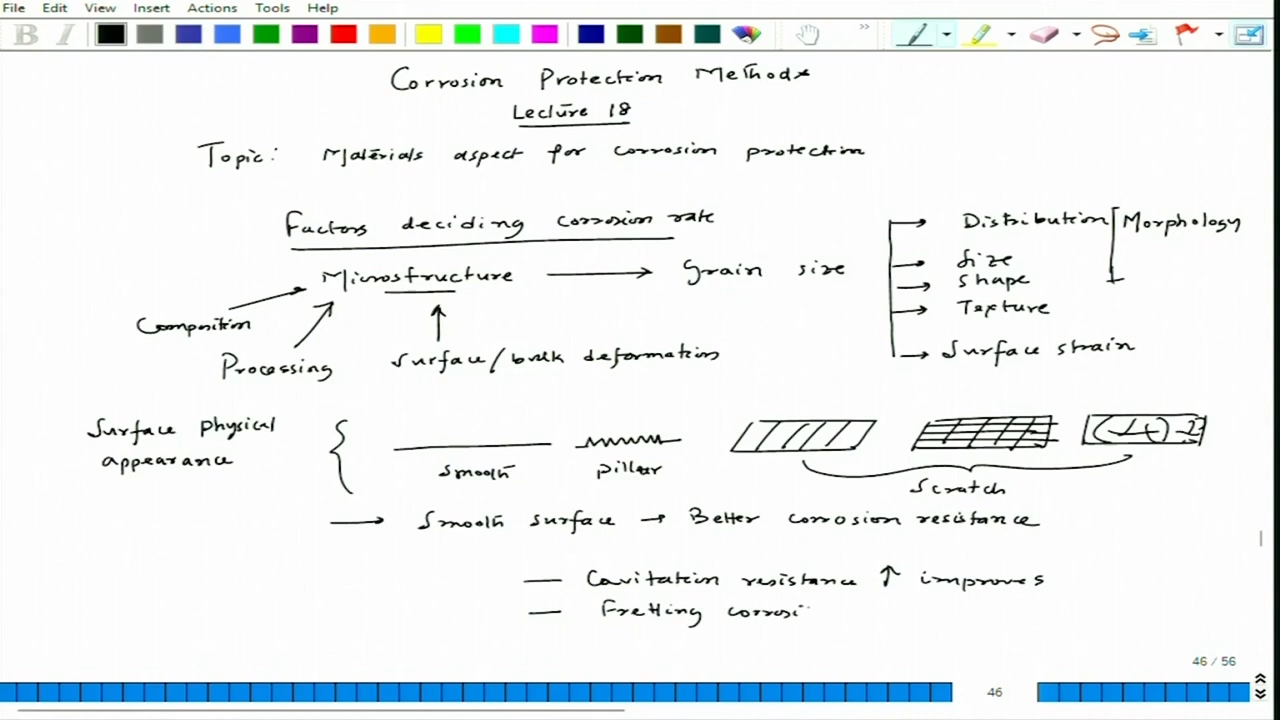 File Edit View Insert Actions Tools Help
B I
Corrosion Protection Methods
Lecture 18
Topic: Materials aspect for corrosion protection
Factors deciding corrosion rate
Microstructure → Grain size
Composition
Processing
Surface/bulk deformation
→ Distribution
Morphology
→ Size
→ Shape
→ Texture
→ Surface strain
Surface physical
appearance
smooth
pillar
Scratch
→ Smooth surface → Better corrosion resistance
— Cavitation resistance ↑ improves
— Fretting corrosi
46 / 56
46